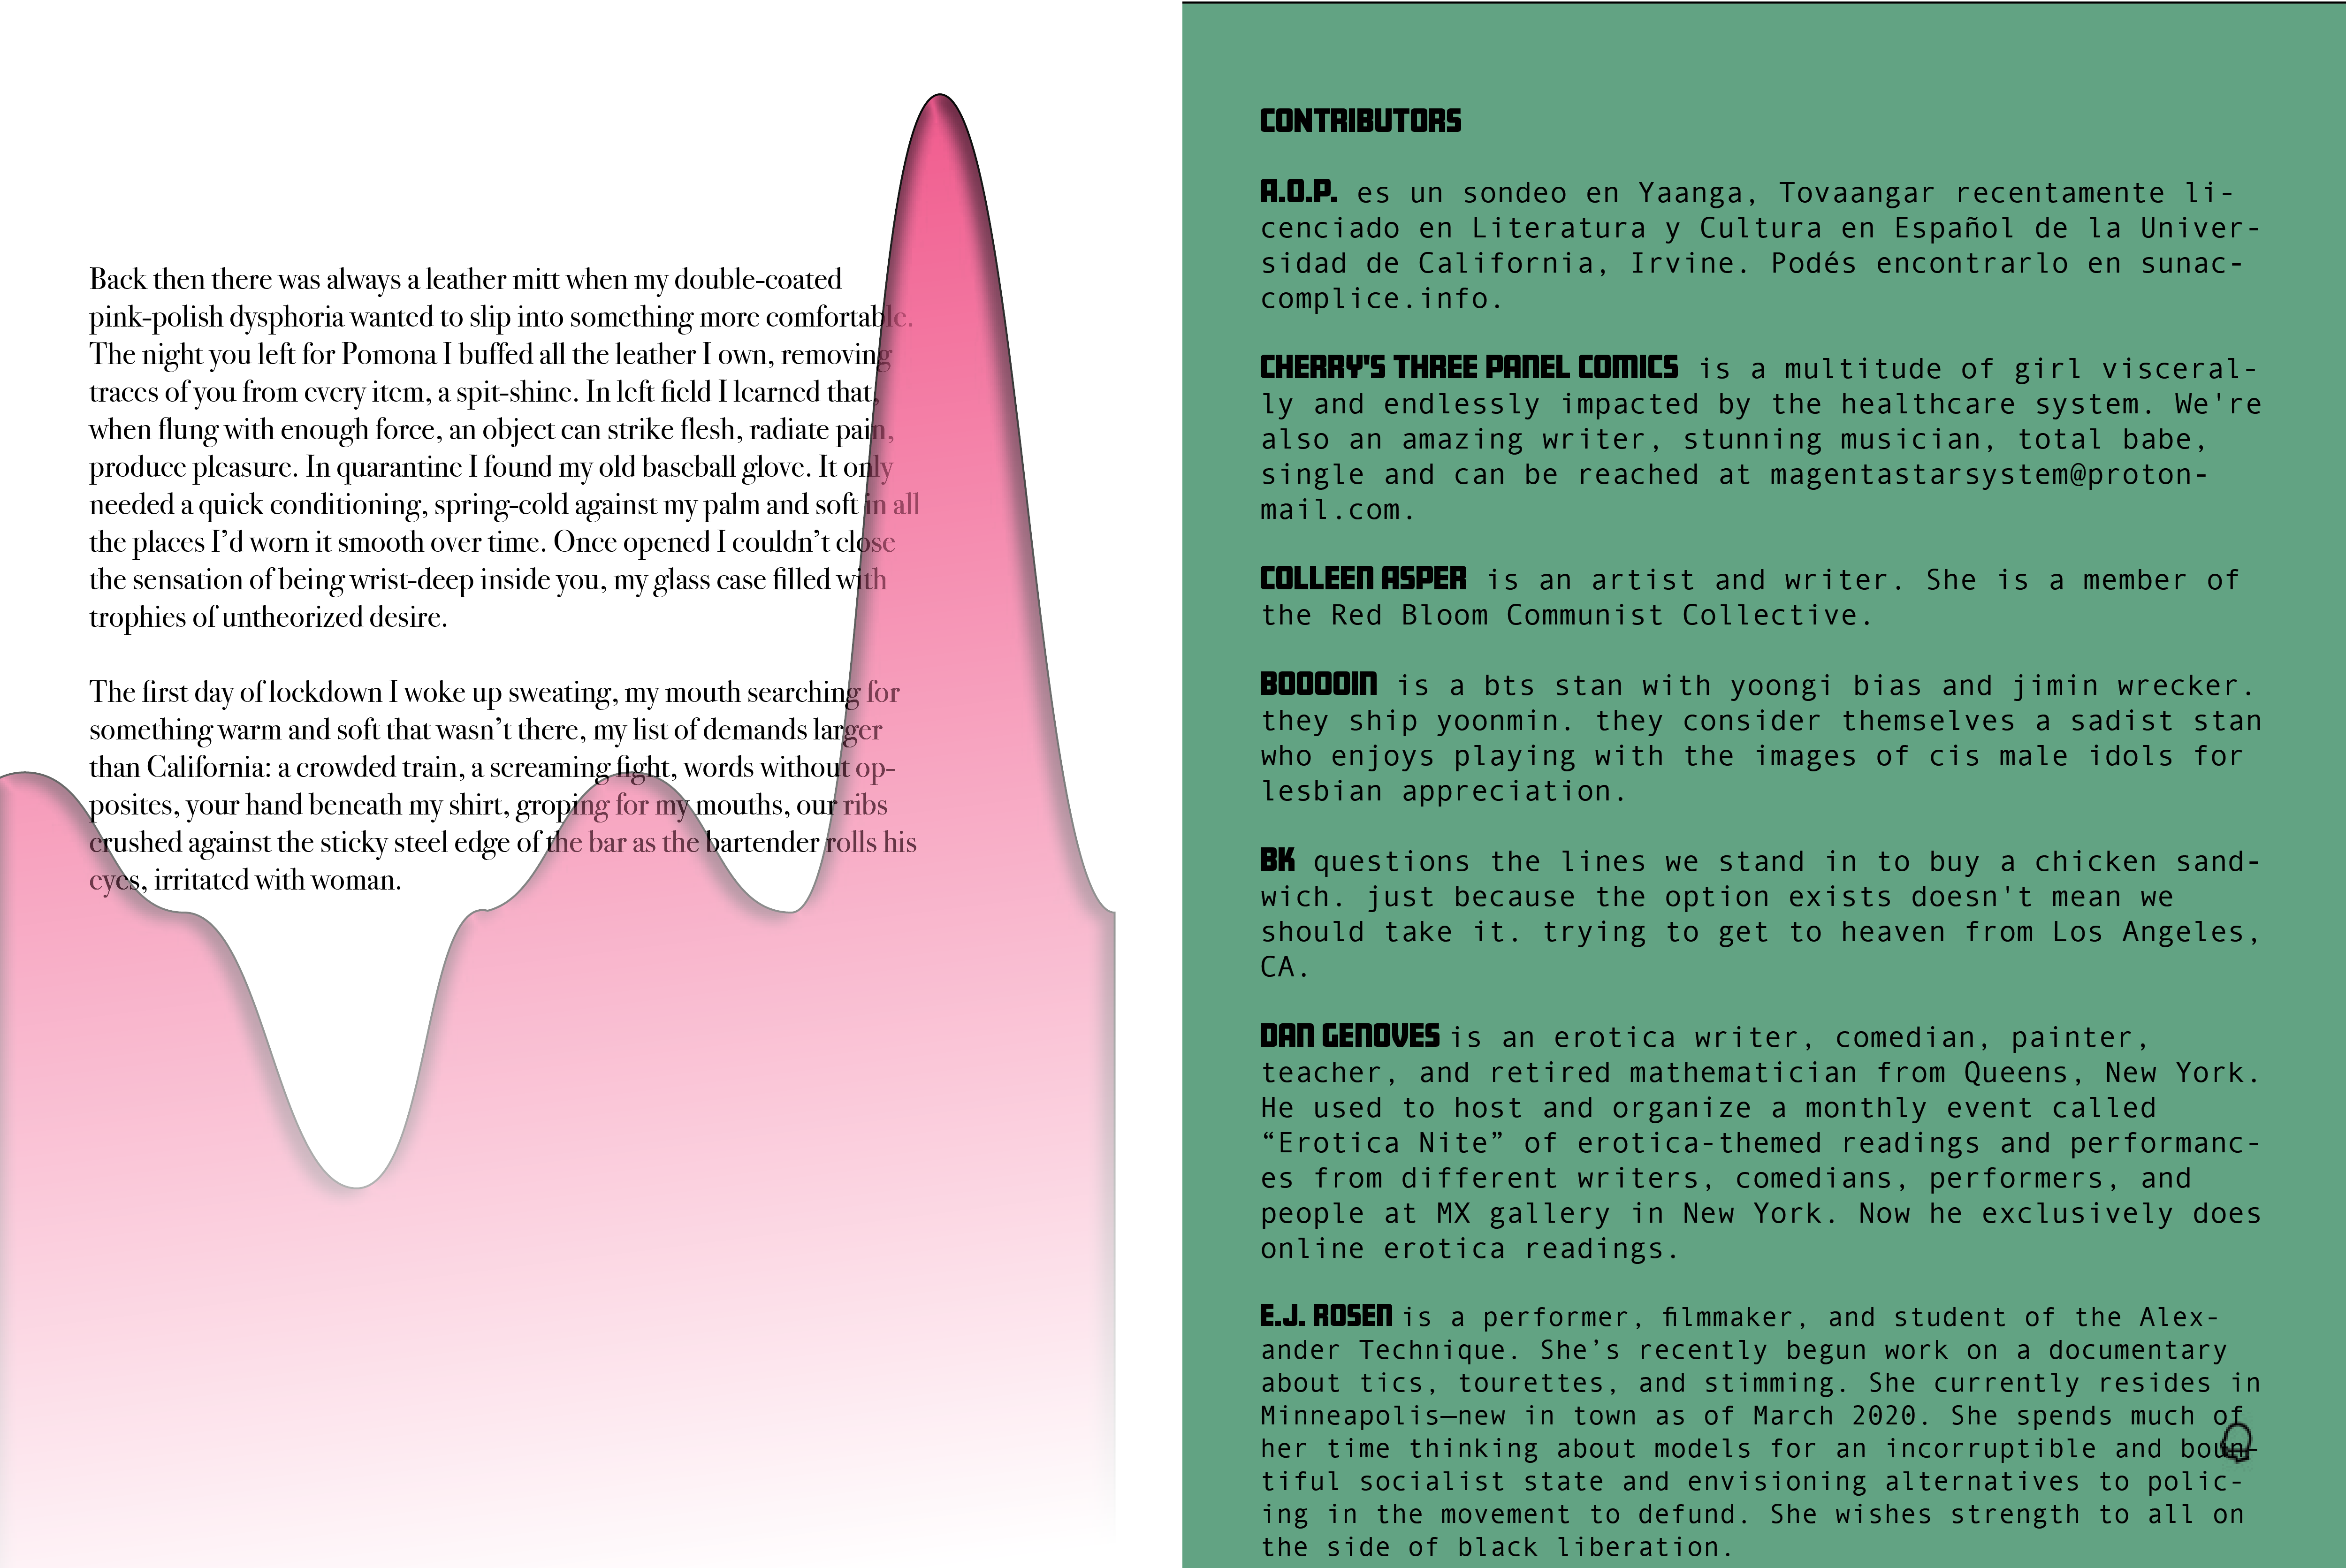 Back then there was always a leather mitt when my double-coated
pink-polish dysphoria wanted to slip into something more comfortable.
The night you left for Pomona I buffed all the leather I own, removing
traces of you from every item, a spit-shine. In left field I learned that,
when flung with enough force, an object can strike flesh, radiate pain,
produce pleasure. In quarantine I found my old baseball glove. It only
needed a quick conditioning, spring-cold against my palm and soft in all
the places I’d worn it smooth over time. Once opened I couldn’t close
the sensation of being wrist-deep inside you, my glass case filled with
trophies of untheorized desire.
The first day of lockdown I woke up sweating, my mouth searching for
something warm and soft that wasn’t there, my list of demands larger
than California: a crowded train, a screaming fight, words without op-
posites, your hand beneath my shirt, groping for my mouths, our ribs
crushed against the sticky steel edge of the bar as the bartender rolls his
eyes, irritated with woman.
CONTRIBUTORS
A.O.P. es un sondeo en Yaanga, Tovaangar recentamente li-
cenciado en Literatura y Cultura en Español de la Univer-
sidad de California, Irvine. Podés encontrarlo en sunac-
complice.info.
CHERRY'S THREE PANEL COMICS is a multitude of girl visceral-
ly and endlessly impacted by the healthcare system. We're
also an amazing writer, stunning musician, total babe,
single and can be reached at magentastarsystem@proton-
mail.com.
COLLEEN ASPER is an artist and writer. She is a member of
the Red Bloom Communist Collective.
BOOOOIN is a bts stan with yoongi bias and jimin wrecker.
they ship yoonmin. they consider themselves a sadist stan
who enjoys playing with the images of cis male idols for
lesbian appreciation.
BK questions the lines we stand in to buy a chicken sand-
wich. just because the option exists doesn't mean we
should take it. trying to get to heaven from Los Angeles,
CA.
DAN GENOVES is an erotica writer, comedian, painter,
teacher, and retired mathematician from Queens, New York.
He used to host and organize a monthly event called
“Erotica Nite” of erotica-themed readings and performanc-
es from different writers, comedians, performers, and
people at MX gallery in New York. Now he exclusively does
online erotica readings.
E.J. ROSEN is a performer, filmmaker, and student of the Alex-
ander Technique. She’s recently begun work on a documentary
about tics, tourettes, and stimming. She currently resides in
Minneapolis—new in town as of March 2020. She spends much of
her time thinking about models for an incorruptible and boun-
tiful socialist state and envisioning alternatives to polic-
ing in the movement to defund. She wishes strength to all on
the side of black liberation.